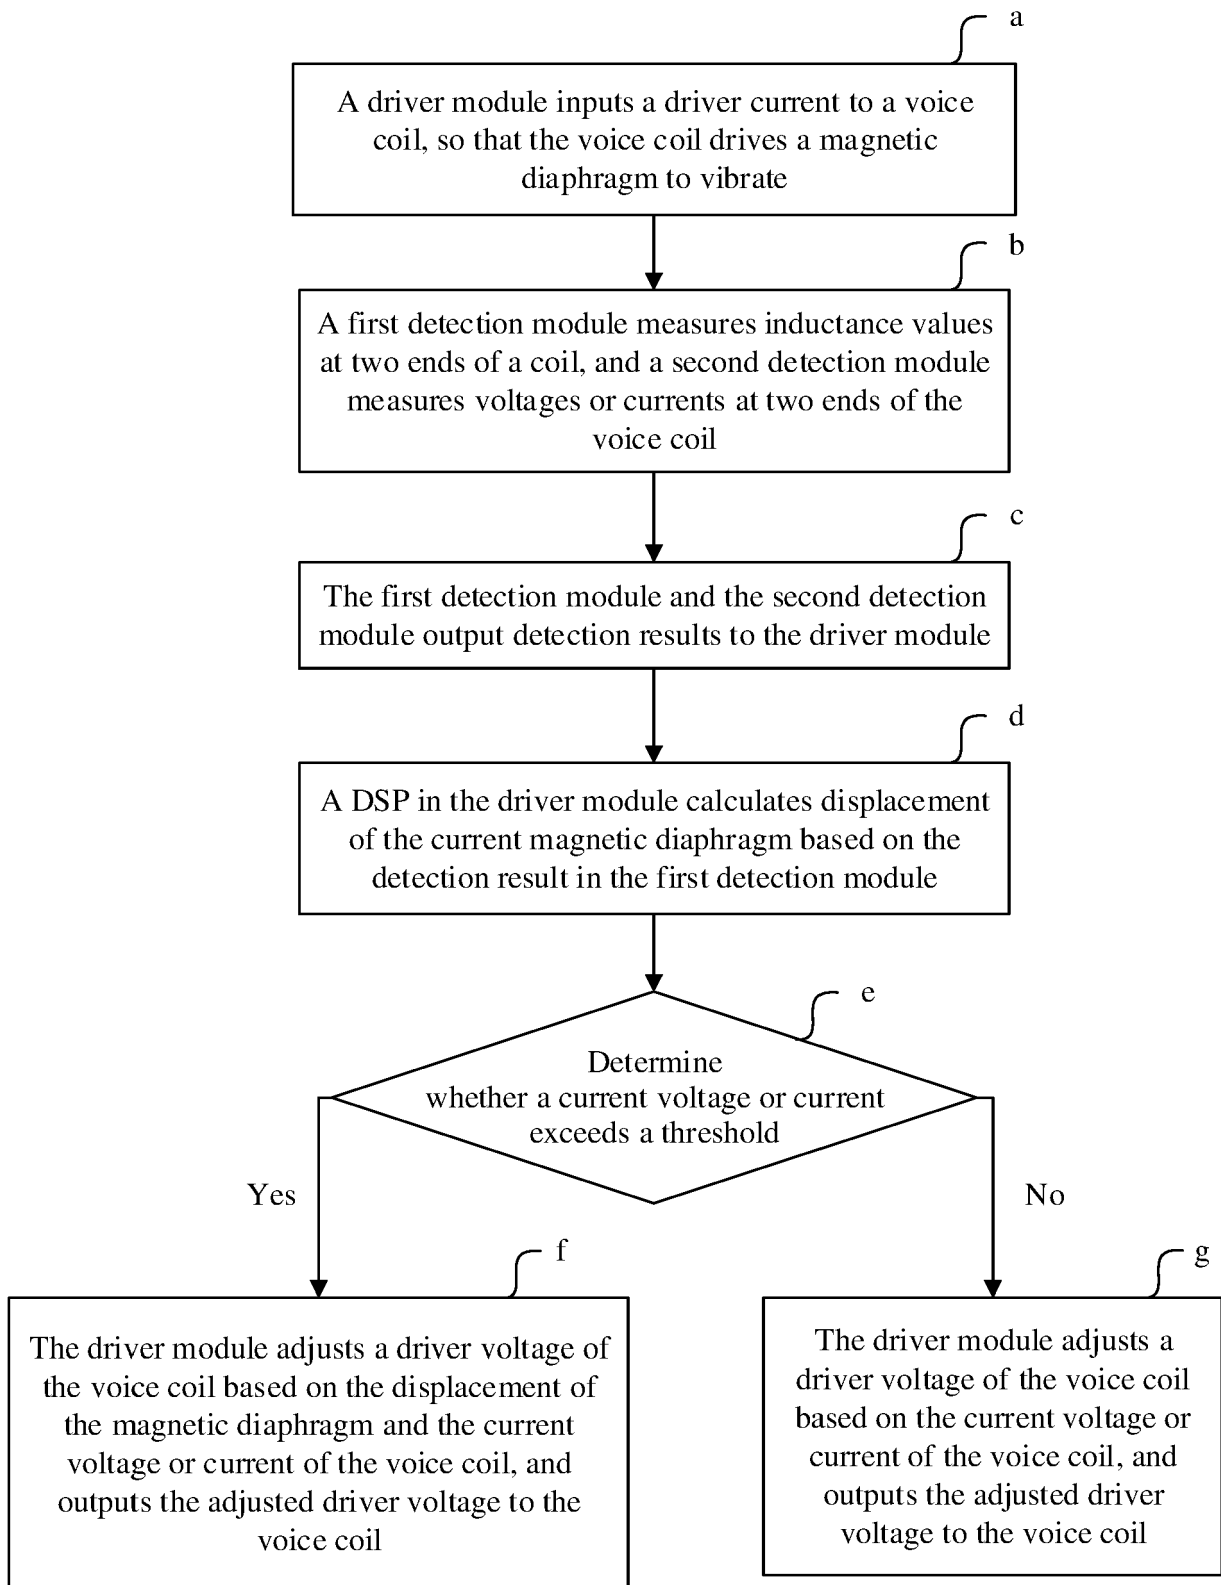 a
A driver module inputs a driver current to a voice
coil, so that the voice coil drives a magnetic
diaphragm to vibrate
b
A first detection module measures inductance values
at two ends of a coil, and a second detection module
measures voltages or currents at two ends of the
voice coil
c
The first detection module and the second detection
module output detection results to the driver module
d
A DSP in the driver module calculates displacement
of the current magnetic diaphragm based on the
detection result in the first detection module
e
Determine
whether a current voltage or current
exceeds a threshold
Yes
No
f
The driver module adjusts a driver voltage of
the voice coil based on the displacement of
the magnetic diaphragm and the current
voltage or current of the voice coil, and
outputs the adjusted driver voltage to the
voice coil
g
The driver module adjusts a
driver voltage of the voice coil
based on the current voltage or
current of the voice coil, and
outputs the adjusted driver
voltage to the voice coil